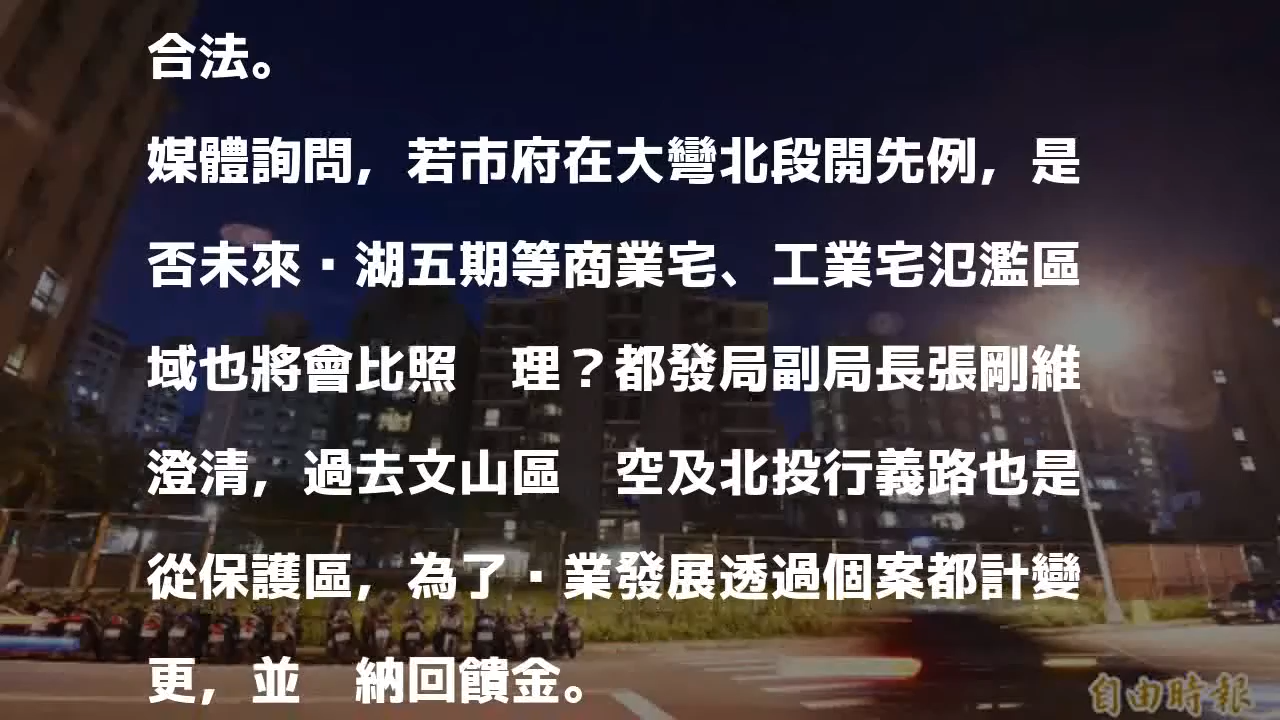 合法。
媒體詢問，若市府在大彎北段開先例，是
否未來·湖五期等商業宅、工業宅氾濫區
域也將會比照　理？都發局副局長張剛維
澄清，過去文山區　空及北投行義路也是
從保護區，為了·業發展透過個案都計變
更，並　納回饋金。
自由時報